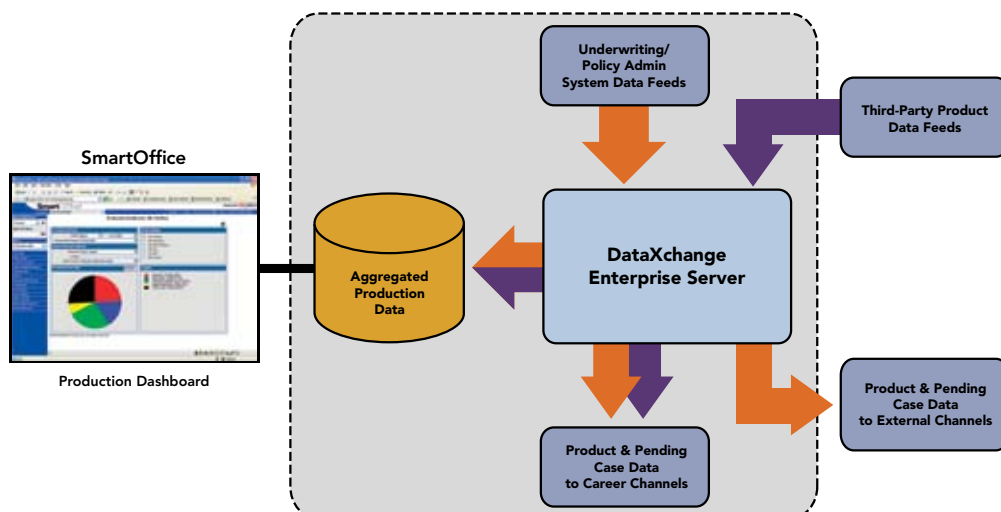 Underwriting/
Policy Admin
System Data Feeds
Third-Party Product
Data Feeds
SmartOffice
Smart
DataXchange
Enterprise Server
Aggregated
Production
Data
Production Dashboard
Product & Pending
Case Data
to External Channels
Product & Pending
Case Data
to Career Channels